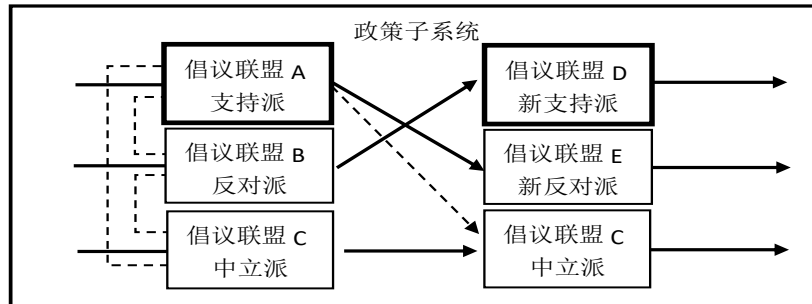 政策子系统
倡议联盟 A
支持派
倡议联盟 D
新支持派
倡议联盟 B
反对派
倡议联盟 E
新反对派
倡议联盟 C
中立派
倡议联盟 C
中立派